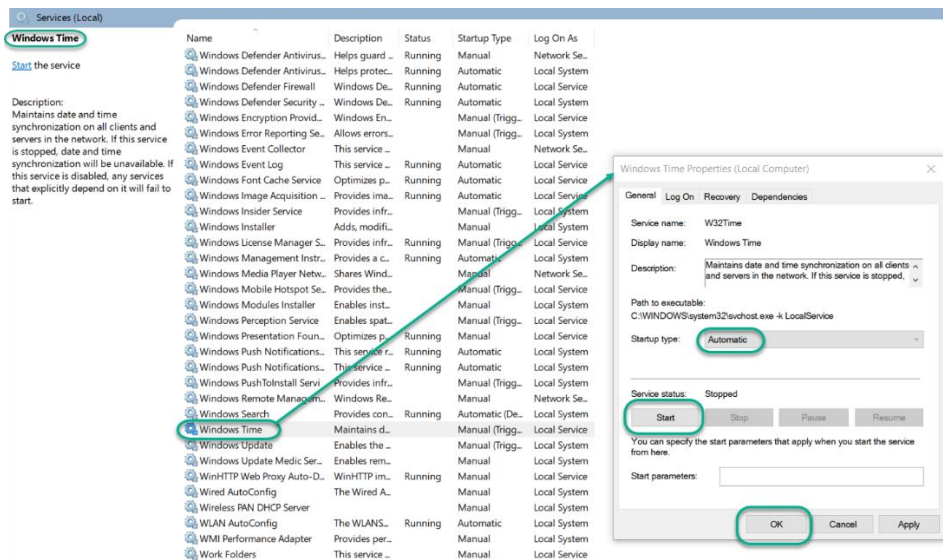 Services (Local)
Windows Time
Start the service
Description:
Maintains date and time
synchronization on all clients and
servers in the network. If this service
is stopped, date and time
synchronization will be unavailable. If
this service is disabled, any services
that explicitly depend on it will fail to
start.
Name Description Status Startup Type Log On As
Windows Defender Antivirus... Helps guard ... Running Manual Network Se...
Windows Defender Antivirus... Helps protec... Running Automatic Local System
Windows Defender Firewall Windows De... Running Automatic Local Service
Windows Defender Security ... Windows De... Running Automatic Local System
Windows Encryption Provid... Windows En... Manual (Trigg... Local Service
Windows Error Reporting Se... Allows errors... Manual (Trigg... Local System
Windows Event Collector This service ... Manual Network Se...
Windows Event Log This service ... Running Automatic Local Service
Windows Font Cache Service Optimizes p... Running Automatic Local Service
Windows Image Acquisition ... Provides ima... Running Automatic Local Service
Windows Insider Service Provides infr... Manual (Trigg... Local System
Windows Installer Adds, modifi... Manual Local System
Windows License Manager S... Provides infr... Running Manual (Trigg... Local Service
Windows Management Instr... Provides a c... Running Automatic Local System
Windows Media Player Netw... Shares Wind... Manual Network Se...
Windows Mobile Hotspot Se... Provides the... Manual (Trigg... Local Service
Windows Modules Installer Enables inst... Manual Local System
Windows Perception Service Enables spat... Manual (Trigg... Local Service
Windows Presentation Foun... Optimizes p... Running Manual Local Service
Windows Push Notifications... This service r... Running Automatic Local System
Windows Push Notifications... This service ... Running Automatic Local System
Windows PushToInstall Servi Provides infr... Manual (Trigg... Local System
Windows Remote Managem... Windows Re... Manual Network Se...
Windows Search Provides con... Running Automatic (De... Local System
Windows Time Maintains d... Manual (Trigg... Local Service
Windows Update Enables the ... Manual (Trigg... Local System
Windows Update Medic Ser... Enables rem... Manual Local System
WinHTTP Web Proxy Auto-D... WinHTTP im... Running Manual Local Service
Wired AutoConfig The Wired A... Manual Local System
Wireless PAN DHCP Server Manual Local System
WLAN AutoConfig The WLANS... Running Automatic Local System
WMI Performance Adapter Provides per... Manual Local System
Work Folders This service ... Manual Local Service
Windows Time Properties (Local Computer)
General Log On Recovery Dependencies
Service name: W32Time
Display name: Windows Time
Description: Maintains date and time synchronization on all clients
and servers in the network. If this service is stopped,
Path to executable:
C:\WINDOWS\system32\svchost.exe -k LocalService
Startup type: Automatic
Service status: Stopped
Start Stop Pause Resume
You can specify the start parameters that apply when you start the service
from here.
Start parameters:
OK Cancel Apply